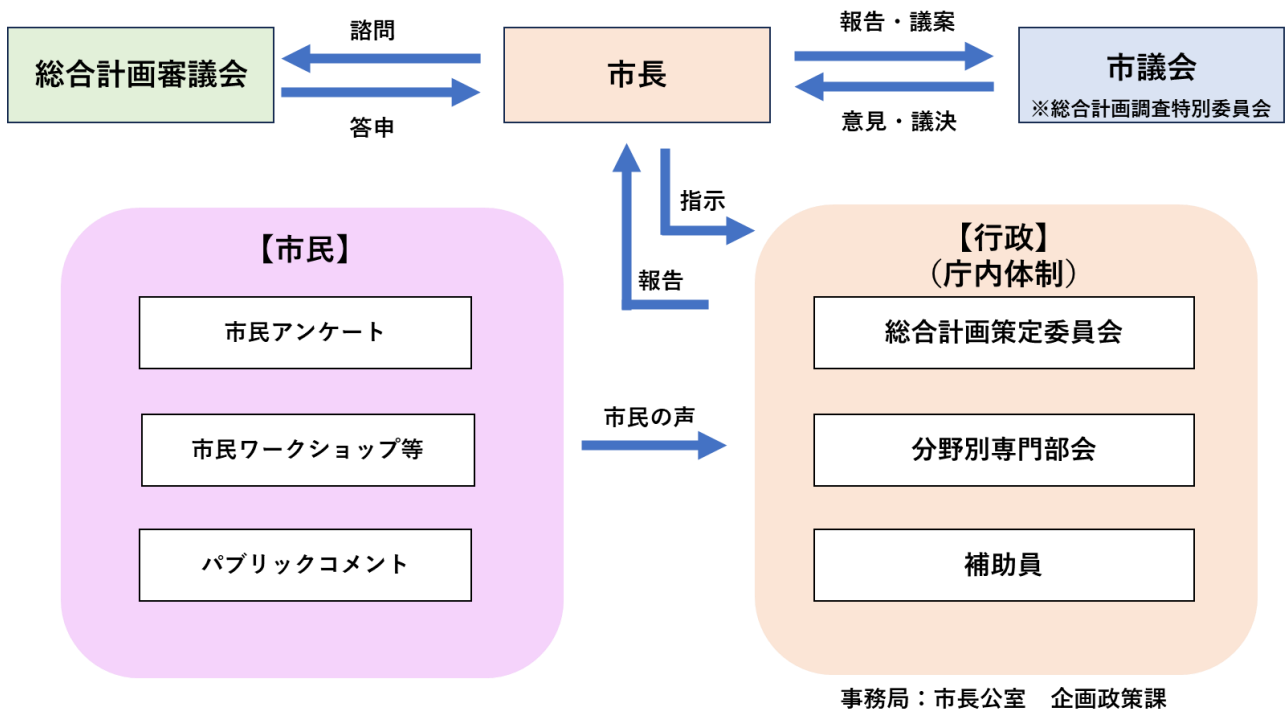 諮問
報告・議案
総合計画審議会
市長
市議会
※総合計画調査特別委員会
答申
意見・議決
指示
報告
【市民】
市民アンケート
市民ワークショップ等
パブリックコメント
市民の声
【行政】
（庁内体制）
総合計画策定委員会
分野別専門部会
補助員
事務局：市長公室　企画政策課